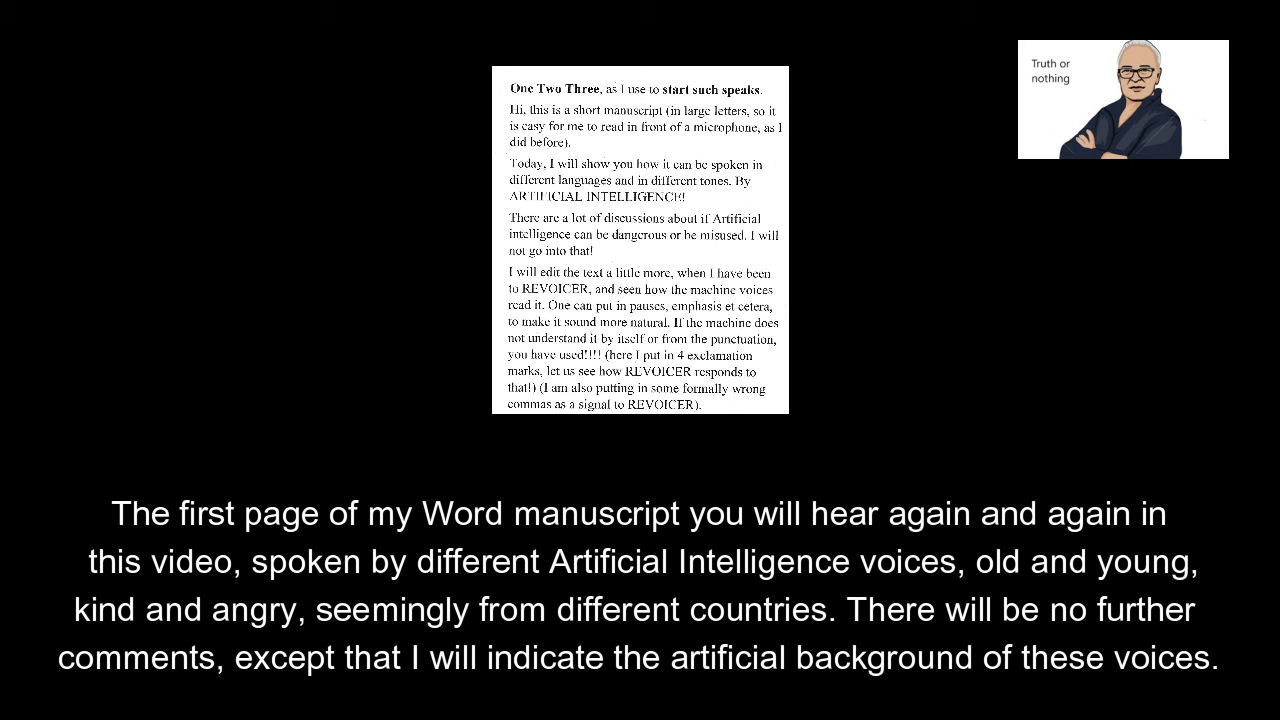 Truth or
nothing
One Two Three, as I use to start such speaks.
Hi, this is a short manuscript (in large letters, so it
is easy for me to read in front of a microphone, as I
did before).
Today, I will show you how it can be spoken in
different languages and in different tones. By
ARTIFICIAL INTELLIGENCE!
There are a lot of discussions about if Artificial
intelligence can be dangerous or be misused. I will
not go into that!
I will edit the text a little more, when I have been
to REVOICER, and seen how the machine voices
read it. One can put in pauses, emphasis et cetera,
to make it sound more natural. If the machine does
not understand it by itself or from the punctuation,
you have used!!!! (here I put in 4 exclamation
marks, let us see how REVOICER responds to
that!) (I am also putting in some formally wrong
commas as a signal to REVOICER).
The first page of my Word manuscript you will hear again and again in
this video, spoken by different Artificial Intelligence voices, old and young,
kind and angry, seemingly from different countries. There will be no further
comments, except that I will indicate the artificial background of these voices.